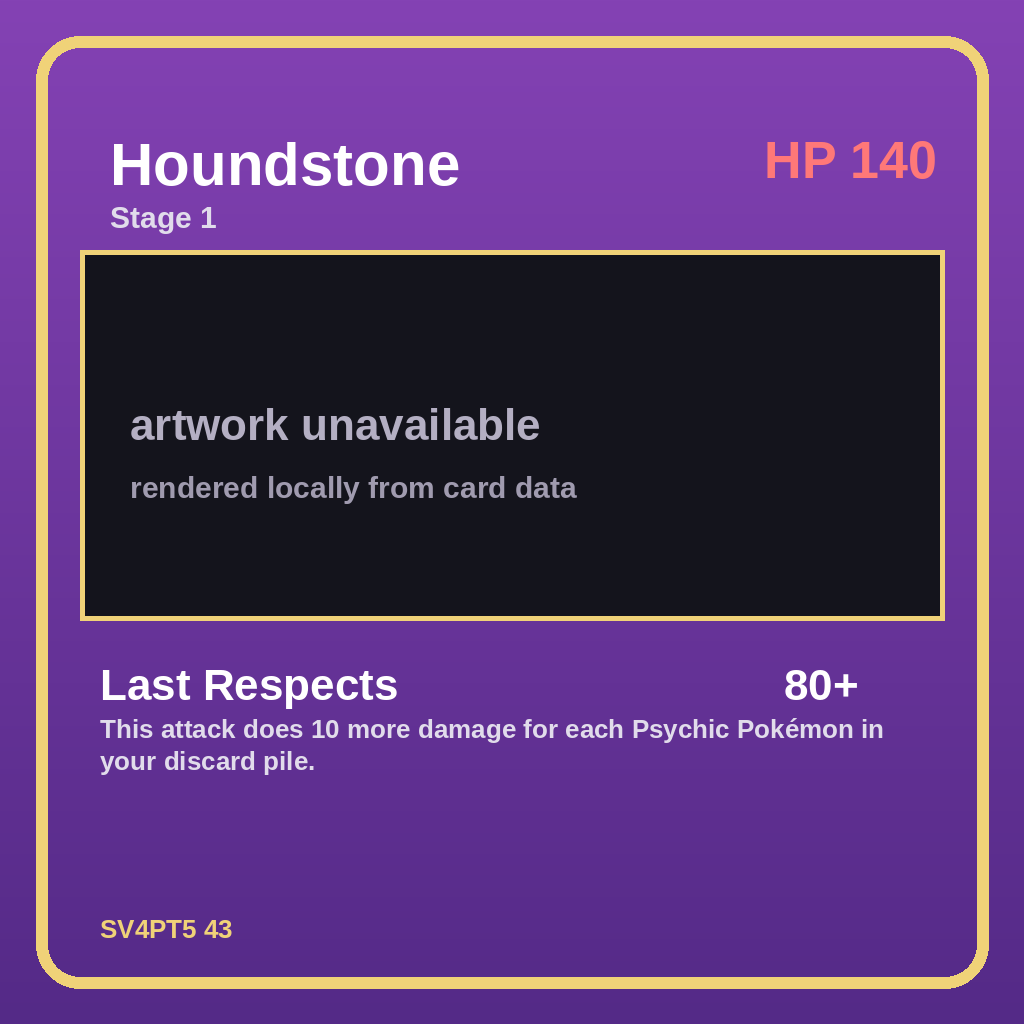 Houndstone
HP 140
Stage 1
artwork unavailable
rendered locally from card data
Last Respects
80+
This attack does 10 more damage for each Psychic Pokémon in
your discard pile.
SV4PT5 43